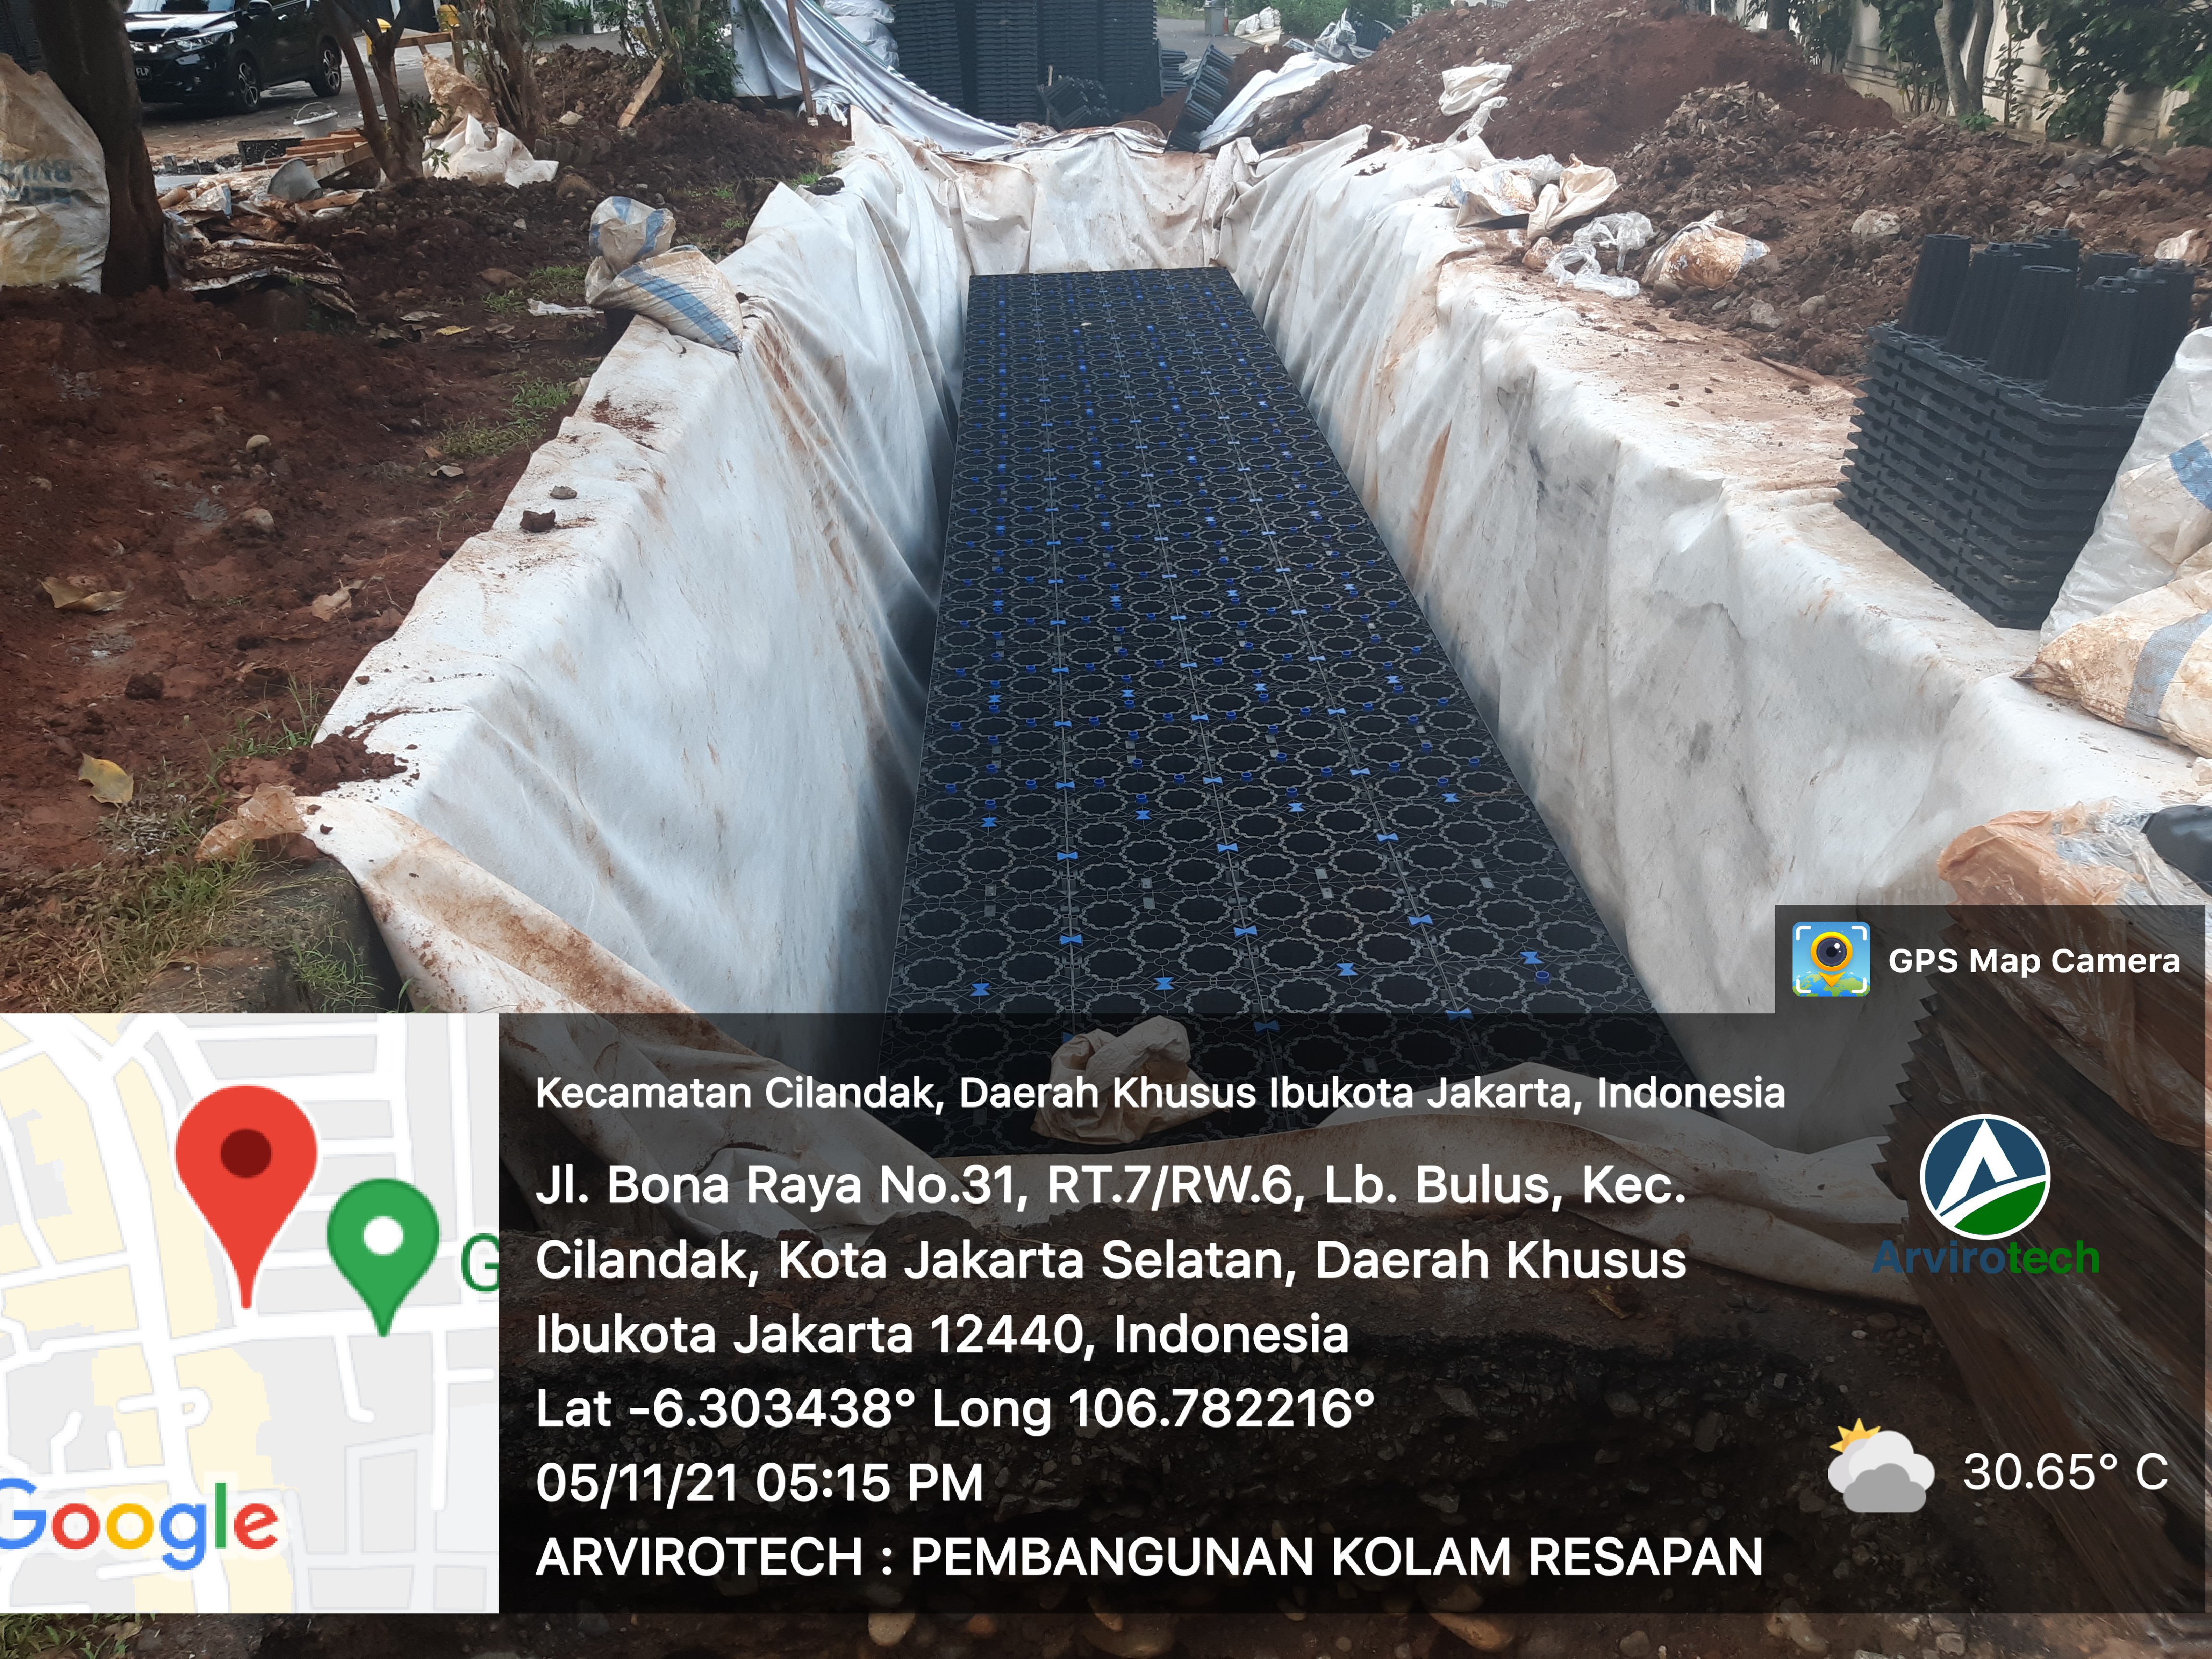 GPS Map Camera
Kecamatan Cilandak, Daerah Khusus Ibukota Jakarta, Indonesia
Jl. Bona Raya No.31, RT.7/RW.6, Lb. Bulus, Kec.
Cilandak, Kota Jakarta Selatan, Daerah Khusus
Ibukota Jakarta 12440, Indonesia
Lat -6.303438° Long 106.782216°
05/11/21 05:15 PM
ARVIROTECH : PEMBANGUNAN KOLAM RESAPAN
Arvirotech
30.65° C
G
Google